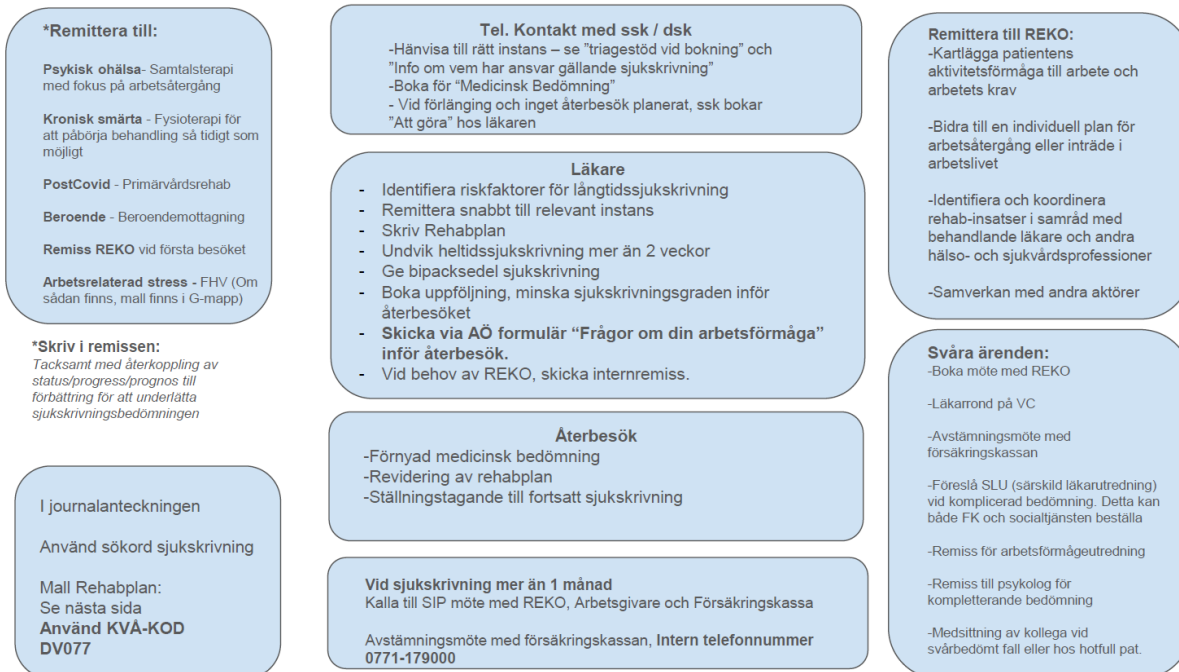 *Remittera till:
Psykisk ohälsa- Samtalsterapi
med fokus på arbetsåtergång
Kronisk smärta - Fysioterapi för
att påbörja behandling så tidigt som
möjligt
PostCovid - Primärvårdsrehab
Beroende - Beroendemottagning
Remiss REKO vid första besöket
Arbetsrelaterad stress - FHV (Om
sådan finns, mall finns i G-mapp)
*Skriv i remissen:
Tacksamt med återkoppling av
status/progress/prognos till
förbättring för att underlätta
sjukskrivningsbedömningen
I journalanteckningen
Använd sökord sjukskrivning
Mall Rehabplan:
Se nästa sida
Använd KVÅ-KOD
DV077
Tel. Kontakt med ssk / dsk
-Hänvisa till rätt instans – se ”triagestöd vid bokning” och
”Info om vem har ansvar gällande sjukskrivning”
-Boka för “Medicinsk Bedömning”
- Vid förlänging och inget återbesök planerat, ssk bokar
”Att göra” hos läkaren
Läkare
- Identifiera riskfaktorer för långtidssjukskrivning
- Remittera snabbt till relevant instans
- Skriv Rehabplan
- Undvik heltidssjukskrivning mer än 2 veckor
- Ge bipacksedel sjukskrivning
- Boka uppföljning, minska sjukskrivningsgraden inför
återbesöket
- Skicka via AÖ formulär “Frågor om din arbetsförmåga”
inför återbesök.
- Vid behov av REKO, skicka internremiss.
Återbesök
-Förnyad medicinsk bedömning
-Revidering av rehabplan
-Ställningstagande till fortsatt sjukskrivning
Vid sjukskrivning mer än 1 månad
Kalla till SIP möte med REKO, Arbetsgivare och Försäkringskassa
Avstämningsmöte med försäkringskassan, Intern telefonnummer
0771-179000
Remittera till REKO:
-Kartlägga patientens
aktivitetsförmåga till arbete och
arbetets krav
-Bidra till en individuell plan för
arbetsåtergång eller inträde i
arbetslivet
-Identifiera och koordinera
rehab-insatser i samråd med
behandlande läkare och andra
hälso- och sjukvårdsprofessioner
-Samverkan med andra aktörer
Svåra ärenden:
-Boka möte med REKO
-Läkarrond på VC
-Avstämningsmöte med
försäkringskassan
-Föreslå SLU (särskild läkarutredning)
vid komplicerad bedömning. Detta kan
både FK och socialtjänsten beställa
-Remiss för arbetsförmågeutredning
-Remiss till psykolog för
kompletterande bedömning
-Medsittning av kollega vid
svårbedömt fall eller hos hotfull pat.